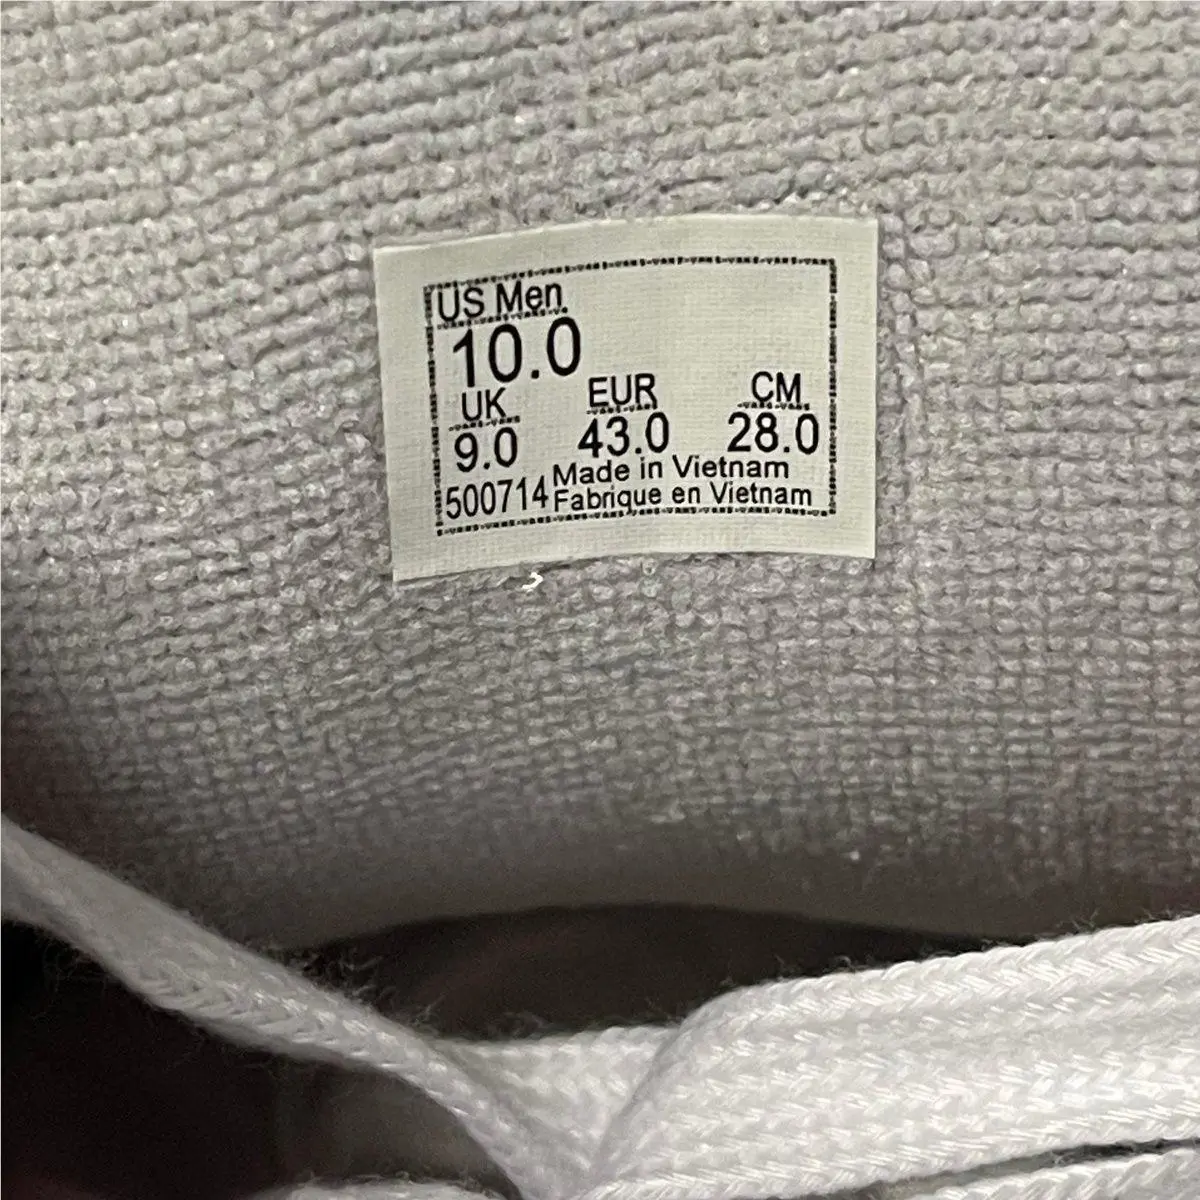 US Men
10.0
UK EUR CM
9.0 43.0 28.0
500714 Made in Vietnam
Fabrique en Vietnam